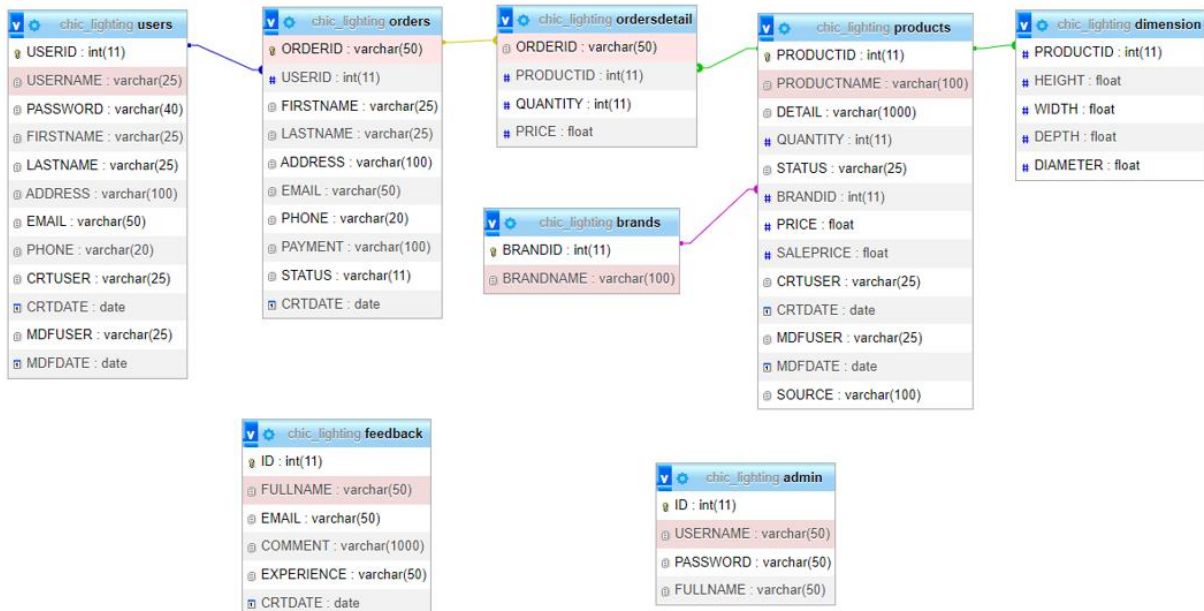 chic_lighting users
USERID : int(11)
USERNAME : varchar(25)
PASSWORD : varchar(40)
FIRSTNAME : varchar(25)
LASTNAME : varchar(25)
ADDRESS : varchar(100)
EMAIL : varchar(50)
PHONE : varchar(20)
CRTUSER : varchar(25)
CRTDATE : date
MDFUSER : varchar(25)
MDFDATE : date
chic_lighting orders
ORDERID : varchar(50)
USERID : int(11)
FIRSTNAME : varchar(25)
LASTNAME : varchar(25)
ADDRESS : varchar(100)
EMAIL : varchar(50)
PHONE : varchar(20)
PAYMENT : varchar(100)
STATUS : varchar(11)
CRTDATE : date
chic_lighting ordersdetail
ORDERID : varchar(50)
PRODUCTID : int(11)
QUANTITY : int(11)
PRICE : float
chic_lighting products
PRODUCTID : int(11)
PRODUCTNAME : varchar(100)
DETAIL : varchar(1000)
QUANTITY : int(11)
STATUS : varchar(25)
BRANDID : int(11)
PRICE : float
SALEPRICE : float
CRTUSER : varchar(25)
CRTDATE : date
MDFUSER : varchar(25)
MDFDATE : date
SOURCE : varchar(100)
chic_lighting dimension
PRODUCTID : int(11)
HEIGHT : float
WIDTH : float
DEPTH : float
DIAMETER : float
chic_lighting brands
BRANDID : int(11)
BRANDNAME : varchar(100)
chic_lighting feedback
ID : int(11)
FULLNAME : varchar(50)
EMAIL : varchar(50)
COMMENT : varchar(1000)
EXPERIENCE : varchar(50)
CRTDATE : date
chic_lighting admin
ID : int(11)
USERNAME : varchar(50)
PASSWORD : varchar(50)
FULLNAME : varchar(50)